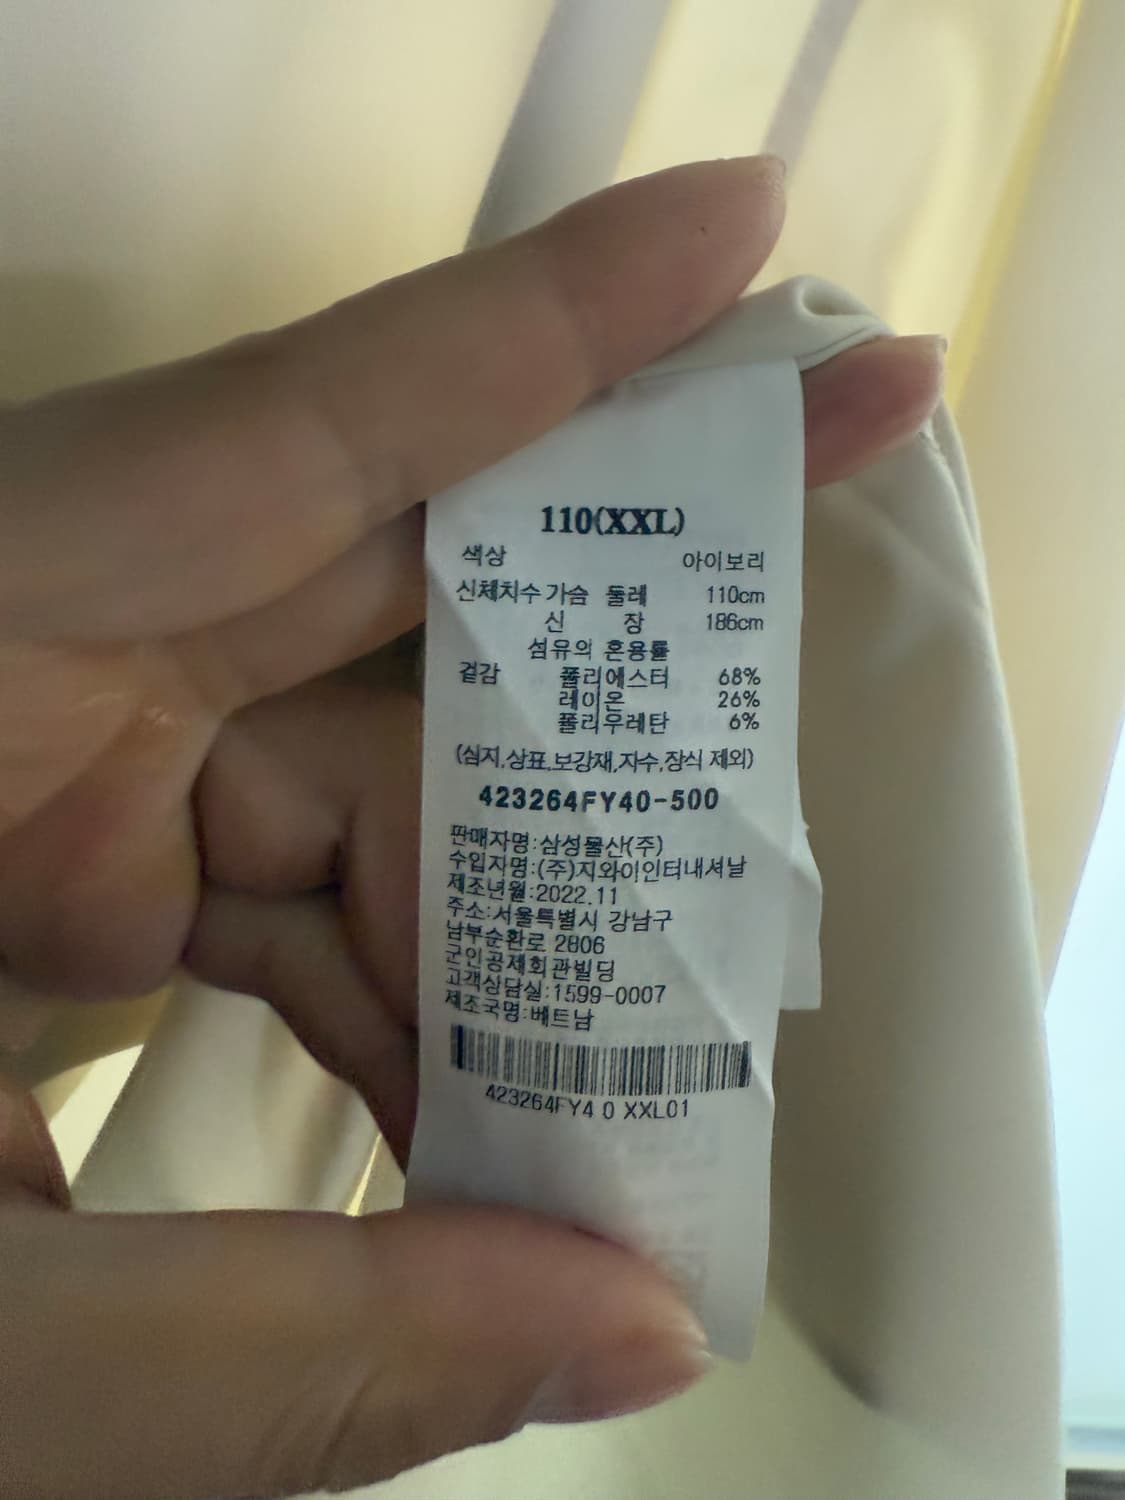 110(XXL)
색상 아이보리
신체치수 가슴 둘레 110cm
신 장 186cm
섬유의 혼용률
겉감 폴리에스터 68%
레이온 26%
폴리우레탄 6%
(심지,상표,보강재,자수,장식 제외)
423264FY40-500
판매자명:삼성물산(주)
수입자명:(주)지와이인터내셔날
제조년월:2022.11
주소:서울특별시 강남구
남부순환로 2806
군인공제회관빌딩
고객상담실:1599-0007
제조국명:베트남
423264FY4 0 XXL01